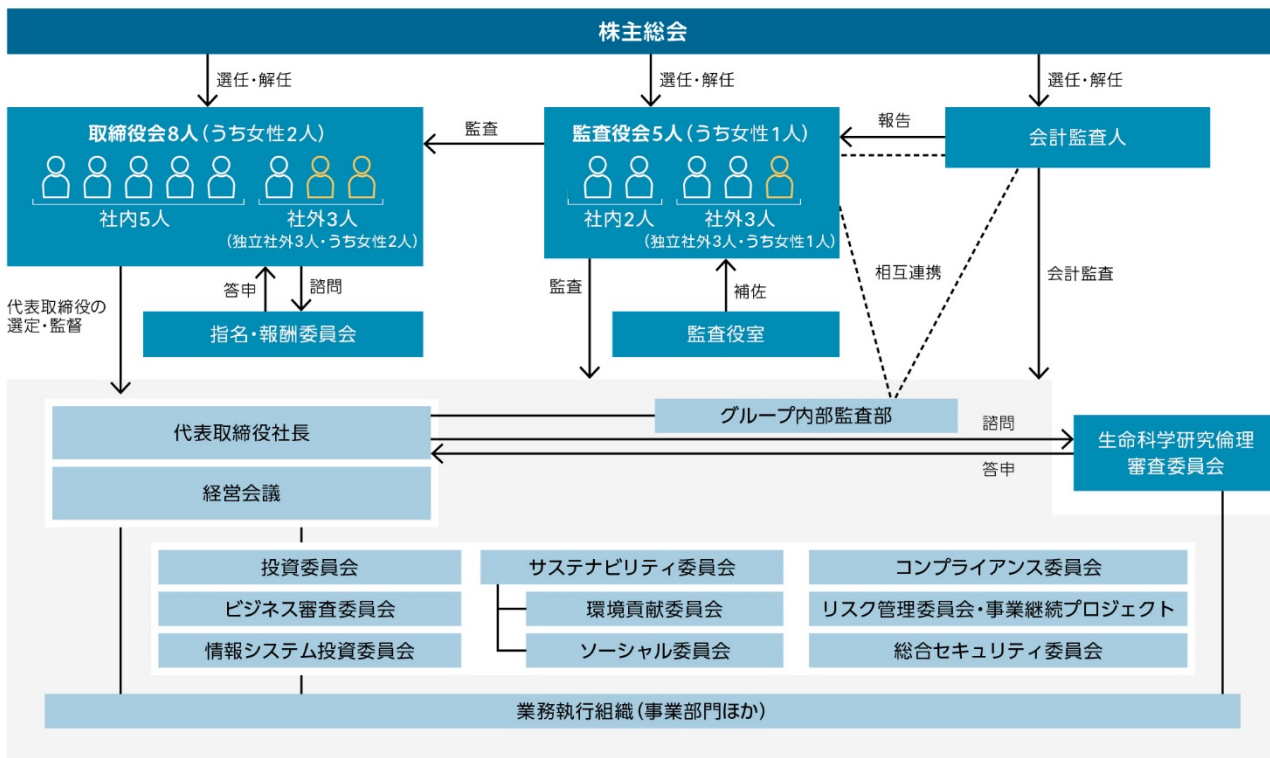 株主総会
選任・解任
選任・解任
選任・解任
取締役会8人(うち女性2人)
社内5人
社外3人
(独立社外3人・うち女性2人)
監査
監査役会5人(うち女性1人)
社内2人
社外3人
(独立社外3人・うち女性1人)
報告
会計監査人
代表取締役の
選定・監督
答申
諮問
指名・報酬委員会
監査
補佐
監査役室
相互連携
会計監査
代表取締役社長
経営会議
グループ内部監査部
諮問
答申
生命科学研究倫理
審査委員会
投資委員会
ビジネス審査委員会
情報システム投資委員会
サステナビリティ委員会
環境貢献委員会
ソーシャル委員会
コンプライアンス委員会
リスク管理委員会・事業継続プロジェクト
総合セキュリティ委員会
業務執行組織(事業部門ほか)